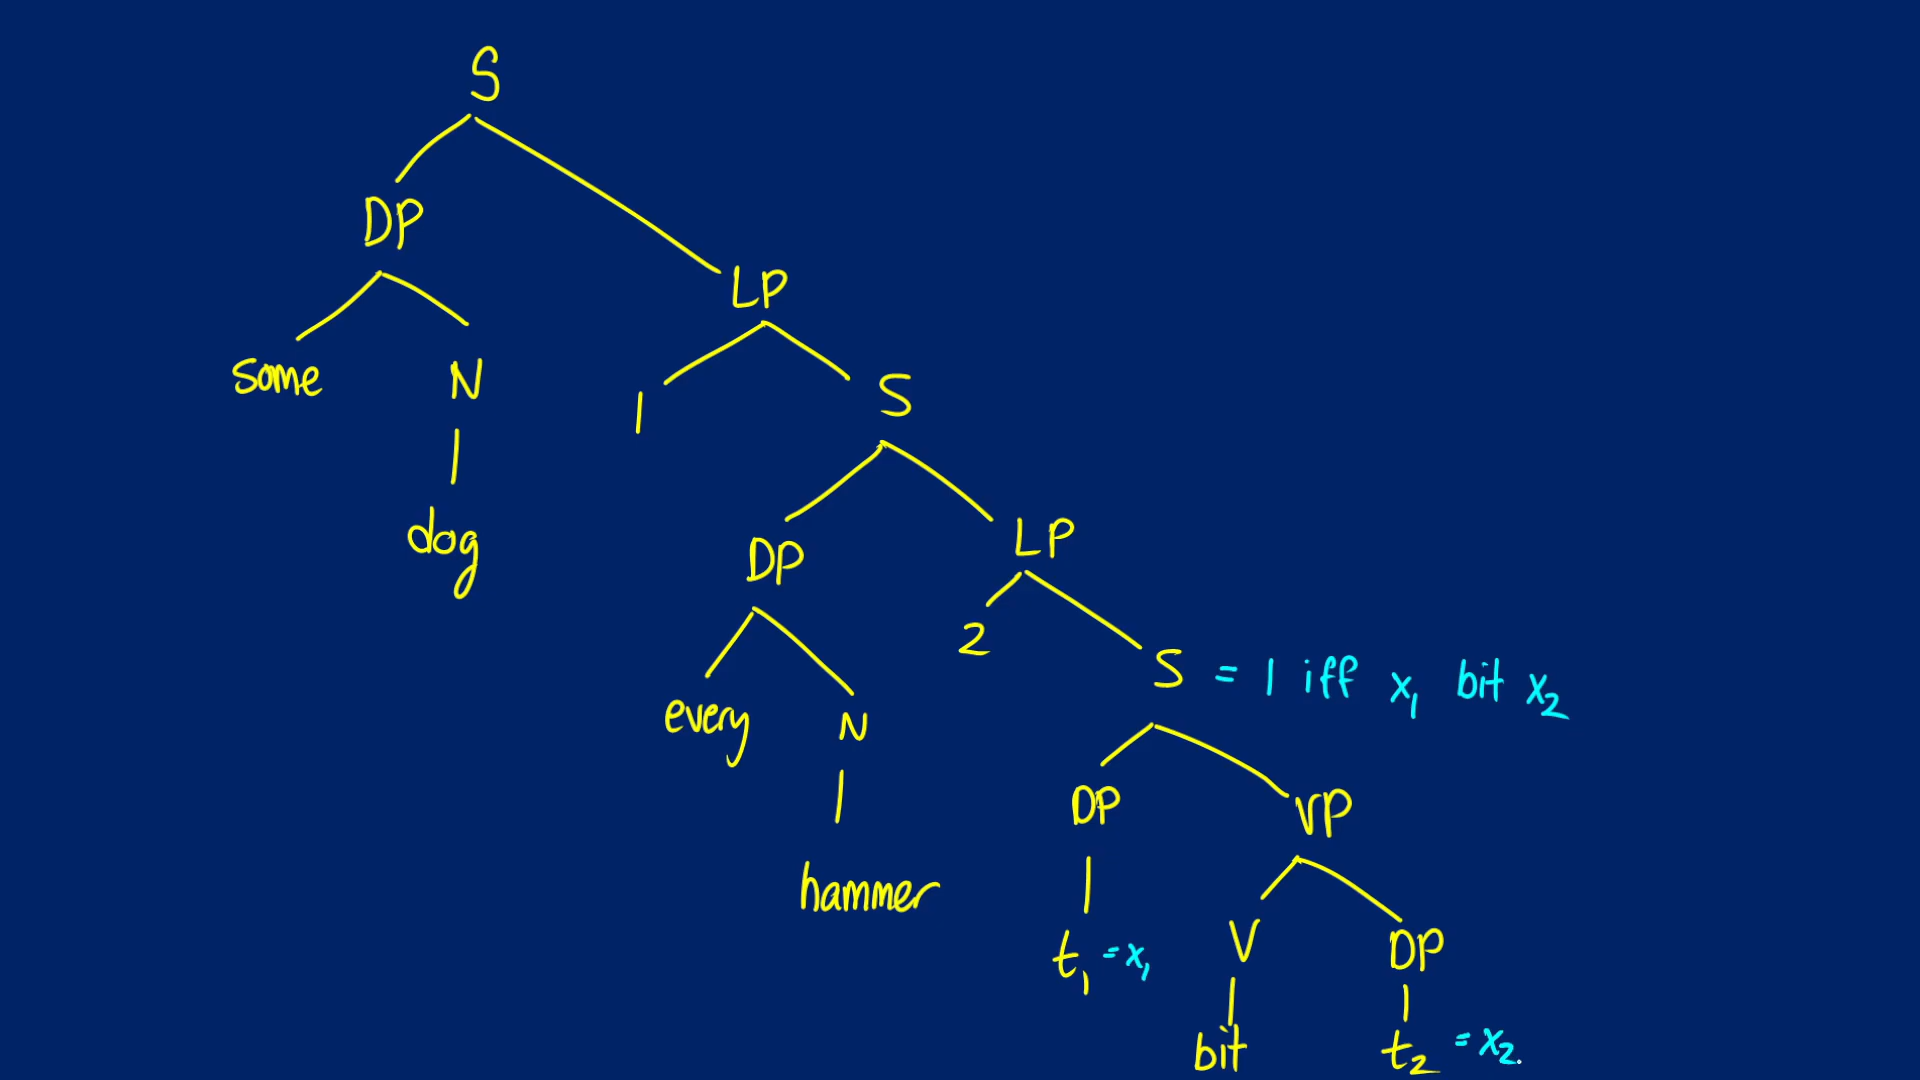 S
DP
LP
some
N
1
S
dog
DP
LP
every
N
2
S = 1 iff x₁ bit x₂
hammer
DP
VP
t₁ = x₁
V
DP
bit
t₂ = x₂.